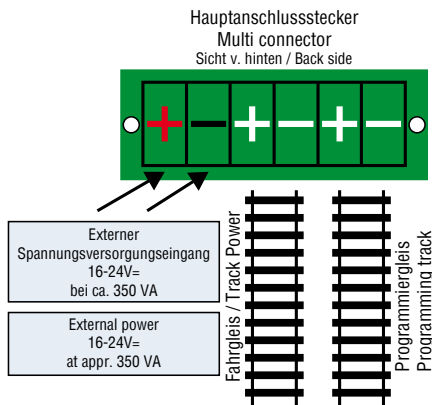 Hauptanschlussstecker
Multi connector
Sicht v. hinten / Back side
+ − + − + −
Externer
Spannungsversorgungseingang
16-24V=
bei ca. 350 VA
External power
16-24V=
at appr. 350 VA
Fahrgleis / Track Power
Programmiergleis
Programming track